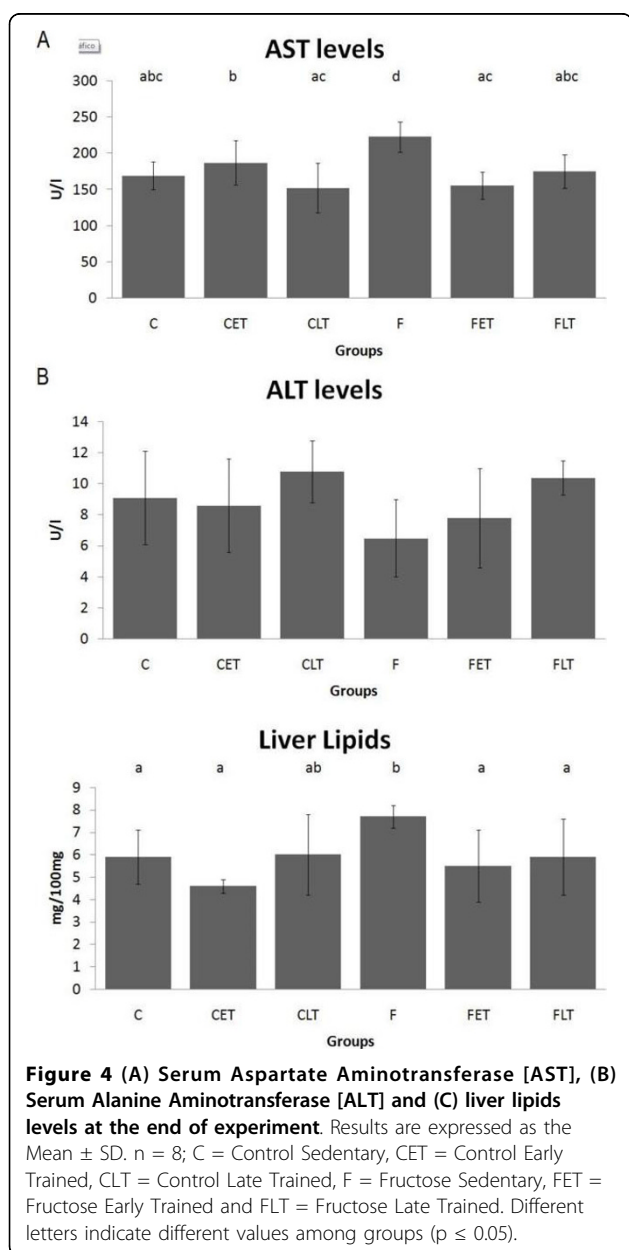 A
áfico
AST levels
abc b ac d ac abc
300
250
200
150
100
50
0
U/l
C CET CLT F FET FLT
Groups
B
ALT levels
14
12
10
8
6
4
2
0
U/l
C CET CLT F FET FLT
Groups
Liver Lipids
a a ab b a a
9
8
7
6
5
4
3
2
1
0
mg/100mg
C CET CLT F FET FLT
Groups
Figure 4 (A) Serum Aspartate Aminotransferase [AST], (B)
Serum Alanine Aminotransferase [ALT] and (C) liver lipids
levels at the end of experiment. Results are expressed as the
Mean ± SD. n = 8; C = Control Sedentary, CET = Control Early
Trained, CLT = Control Late Trained, F = Fructose Sedentary, FET =
Fructose Early Trained and FLT = Fructose Late Trained. Different
letters indicate different values among groups (p ≤ 0.05).